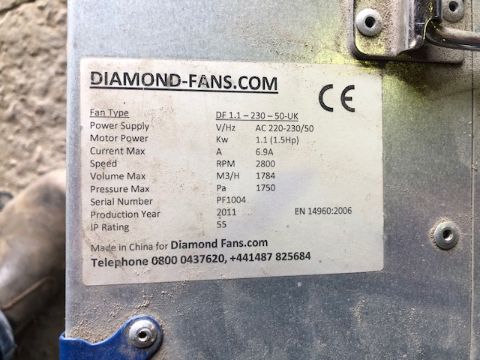 DIAMOND-FANS.COM
CE
Fan Type DF 1.1 – 230 – 50-UK
Power Supply V/Hz AC 220-230/50
Motor Power Kw 1.1 (1.5Hp)
Current Max A 6.9A
Speed RPM 2800
Volume Max M3/H 1784
Pressure Max Pa 1750
Serial Number PF1004
Production Year 2011 EN 14960:2006
IP Rating 55
Made in China for Diamond Fans.com
Telephone 0800 0437620, +441487 825684